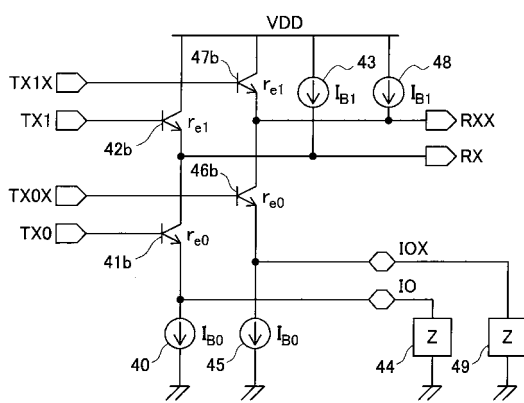 VDD
47b
43
48
TX1X
r_e1
I_B1
I_B1
TX1
r_e1
RXX
42b
46b
RX
TX0X
r_e0
TX0
r_e0
41b
IOX
IO
I_B0
I_B0
Z
Z
40
45
44
49